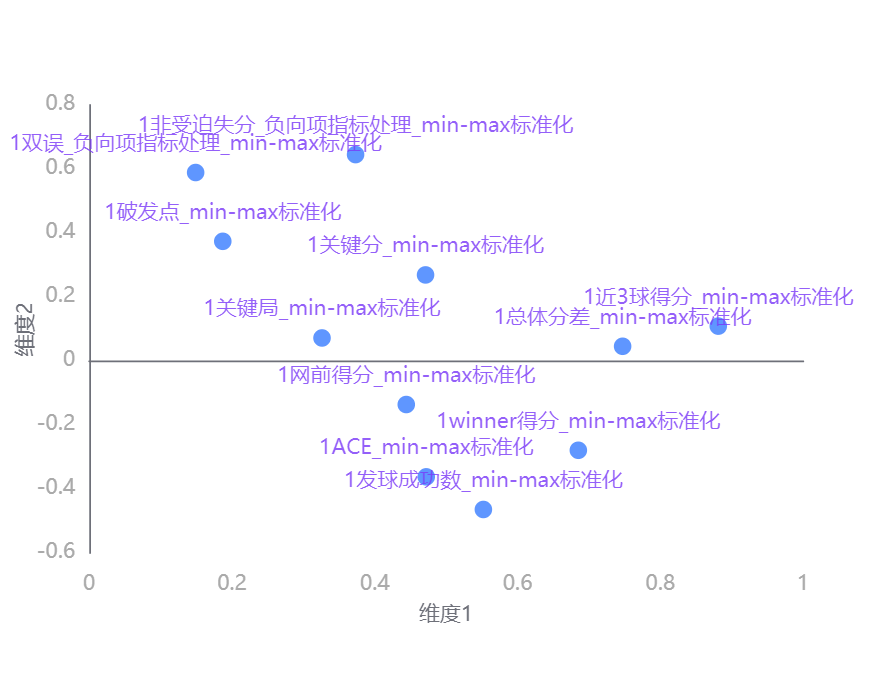 0.8
1非受迫失分_负向项指标处理_min-max标准化
1双误_负向项指标处理_min-max标准化
0.6
1破发点_min-max标准化
0.4
1关键分_min-max标准化
0.2
1近3球得分_min-max标准化
1关键局_min-max标准化
1总体分差_min-max标准化
维度2
0
1网前得分_min-max标准化
-0.2
1winner得分_min-max标准化
1ACE_min-max标准化
-0.4
1发球成功数_min-max标准化
-0.6
0 0.2 0.4 0.6 0.8 1
维度1